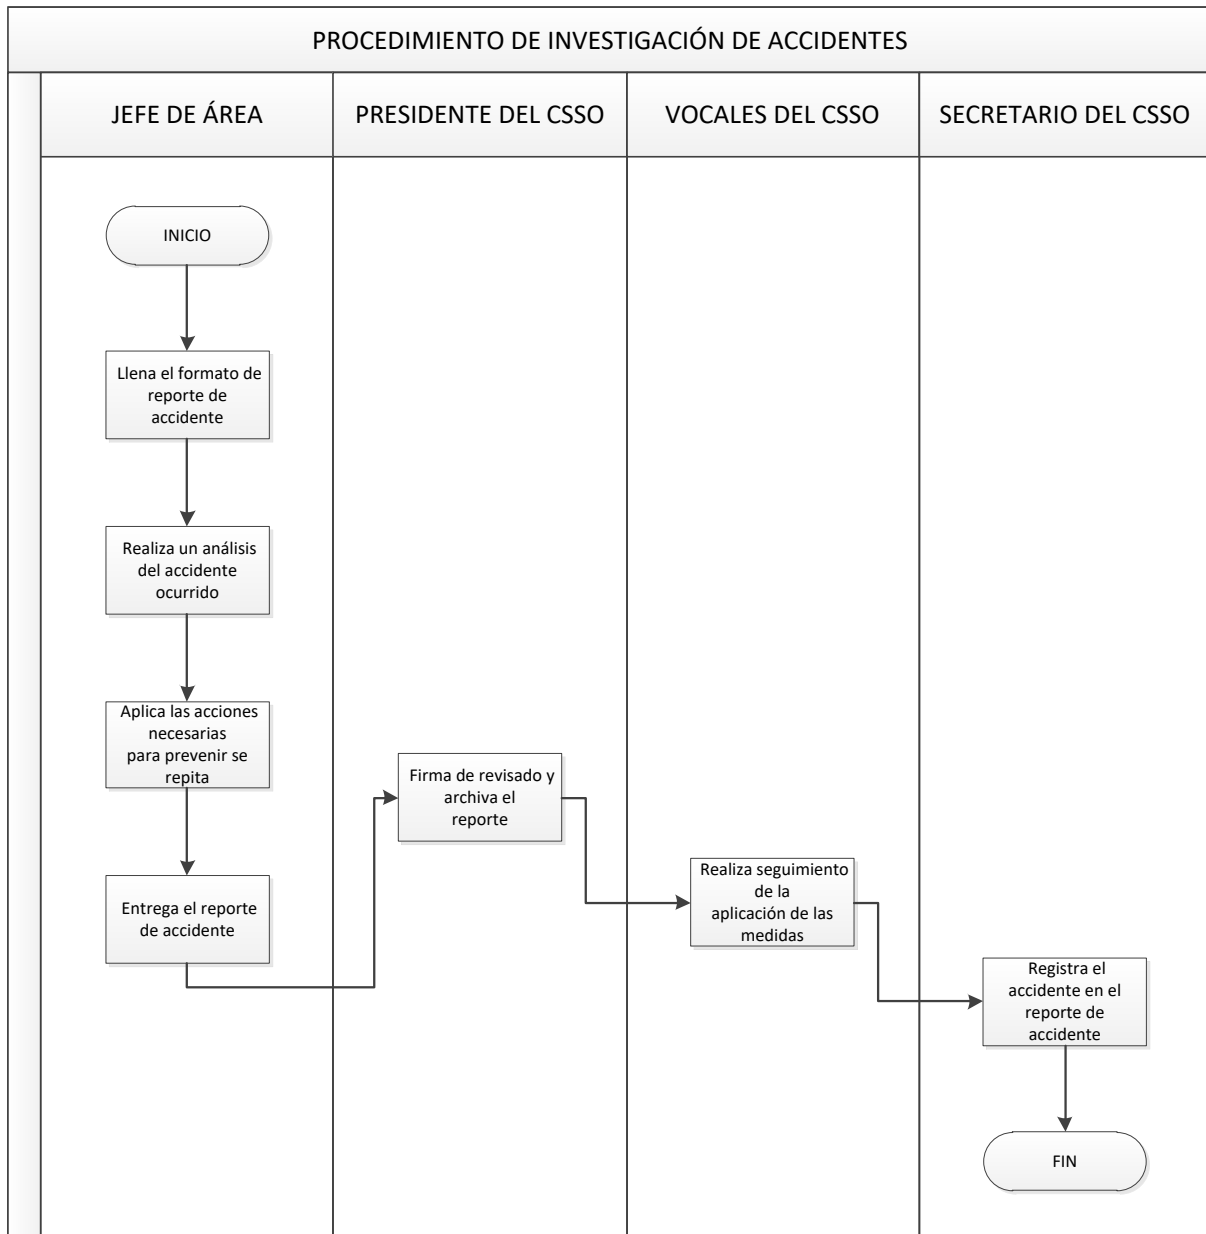 PROCEDIMIENTO DE INVESTIGACIÓN DE ACCIDENTES
JEFE DE ÁREA
PRESIDENTE DEL CSSO
VOCALES DEL CSSO
SECRETARIO DEL CSSO
INICIO
Llena el formato de
reporte de
accidente
Realiza un análisis
del accidente
ocurrido
Aplica las acciones
necesarias
para prevenir se
repita
Entrega el reporte
de accidente
Firma de revisado y
archiva el
reporte
Realiza seguimiento
de la
aplicación de las
medidas
Registra el
accidente en el
reporte de
accidente
FIN